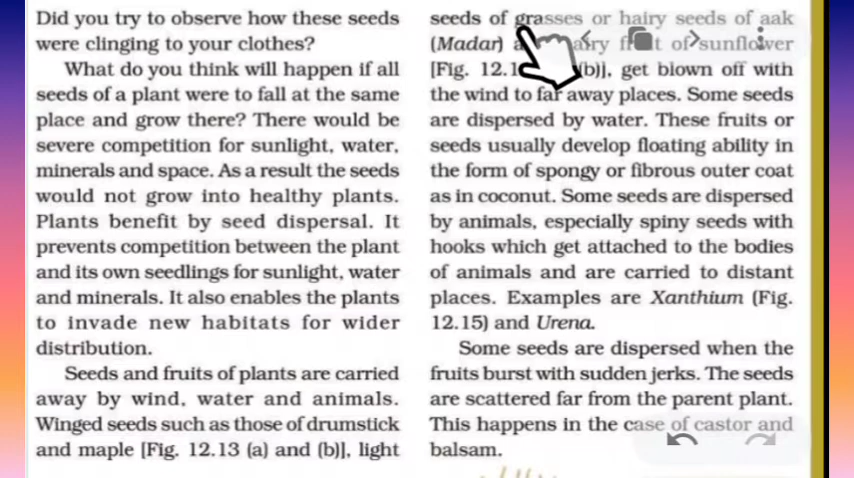 Did you try to observe how these seeds
were clinging to your clothes?
What do you think will happen if all
seeds of a plant were to fall at the same
place and grow there? There would be
severe competition for sunlight, water,
minerals and space. As a result the seeds
would not grow into healthy plants.
Plants benefit by seed dispersal. It
prevents competition between the plant
and its own seedlings for sunlight, water
and minerals. It also enables the plants
to invade new habitats for wider
distribution.
Seeds and fruits of plants are carried
away by wind, water and animals.
Winged seeds such as those of drumstick
and maple [Fig. 12.13 (a) and (b)], light
seeds of grasses or hairy seeds of aak
(Madar) of sunflower
[Fig. 12.1 (b)], get blown off with
the wind to far away places. Some seeds
are dispersed by water. These fruits or
seeds usually develop floating ability in
the form of spongy or fibrous outer coat
as in coconut. Some seeds are dispersed
by animals, especially spiny seeds with
hooks which get attached to the bodies
of animals and are carried to distant
places. Examples are Xanthium (Fig.
12.15) and Urena.
Some seeds are dispersed when the
fruits burst with sudden jerks. The seeds
are scattered far from the parent plant.
This happens in the case of castor and
balsam.